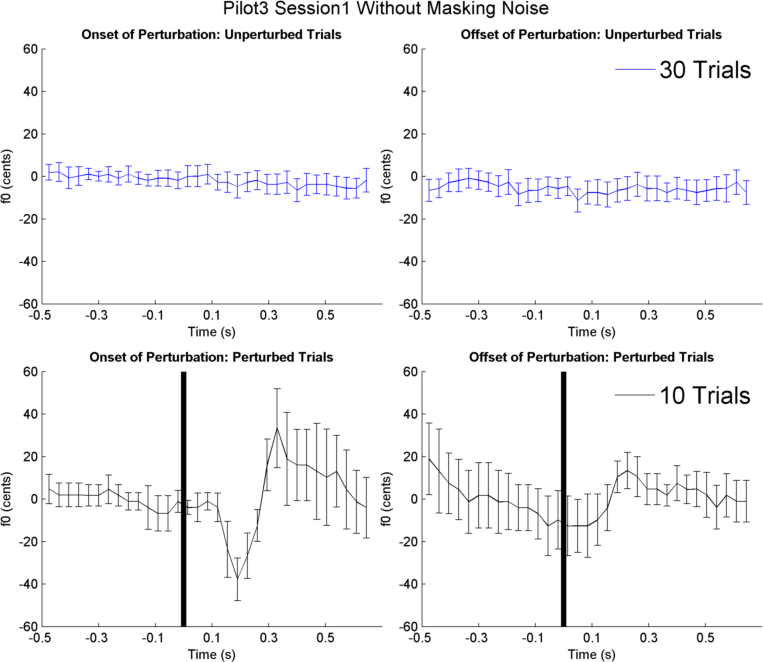 Pilot3 Session1 Without Masking Noise
Onset of Perturbation: Unperturbed Trials
60
40
20
0
-20
-40
-60
f0 (cents)
-0.5 -0.3 -0.1 0.1 0.3 0.5
Time (s)
Offset of Perturbation: Unperturbed Trials
30 Trials
60
40
20
0
-20
-40
-60
f0 (cents)
-0.5 -0.3 -0.1 0.1 0.3 0.5
Time (s)
Onset of Perturbation: Perturbed Trials
60
40
20
0
-20
-40
-60
f0 (cents)
-0.5 -0.3 -0.1 0.1 0.3 0.5
Time (s)
Offset of Perturbation: Perturbed Trials
10 Trials
60
40
20
0
-20
-40
-60
f0 (cents)
-0.5 -0.3 -0.1 0.1 0.3 0.5
Time (s)